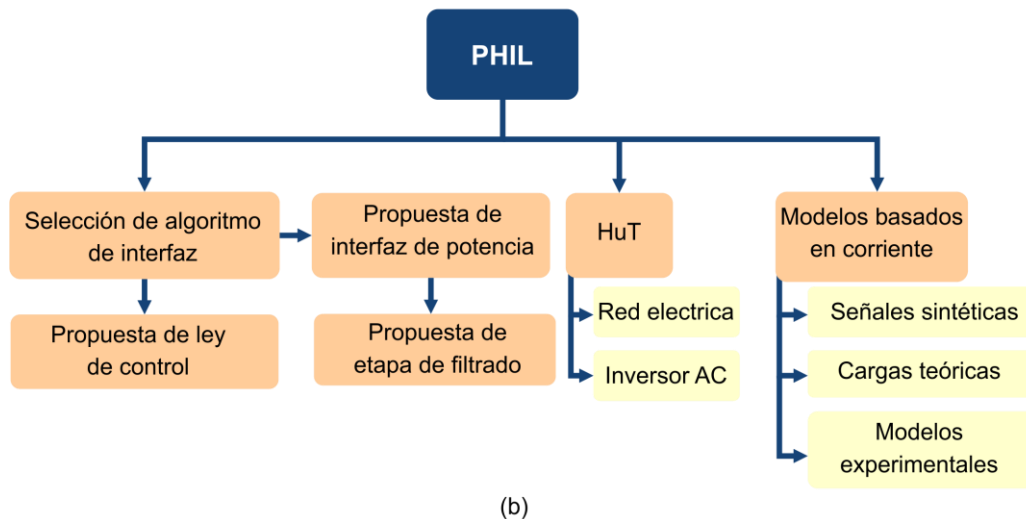 PHIL
Selección de algoritmo
de interfaz
Propuesta de
interfaz de potencia
HuT
Modelos basados
en corriente
Propuesta de ley
de control
Propuesta de
etapa de filtrado
Red electrica
Inversor AC
Señales sintéticas
Cargas teóricas
Modelos
experimentales
(b)